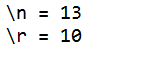 \n = 13
\r = 10